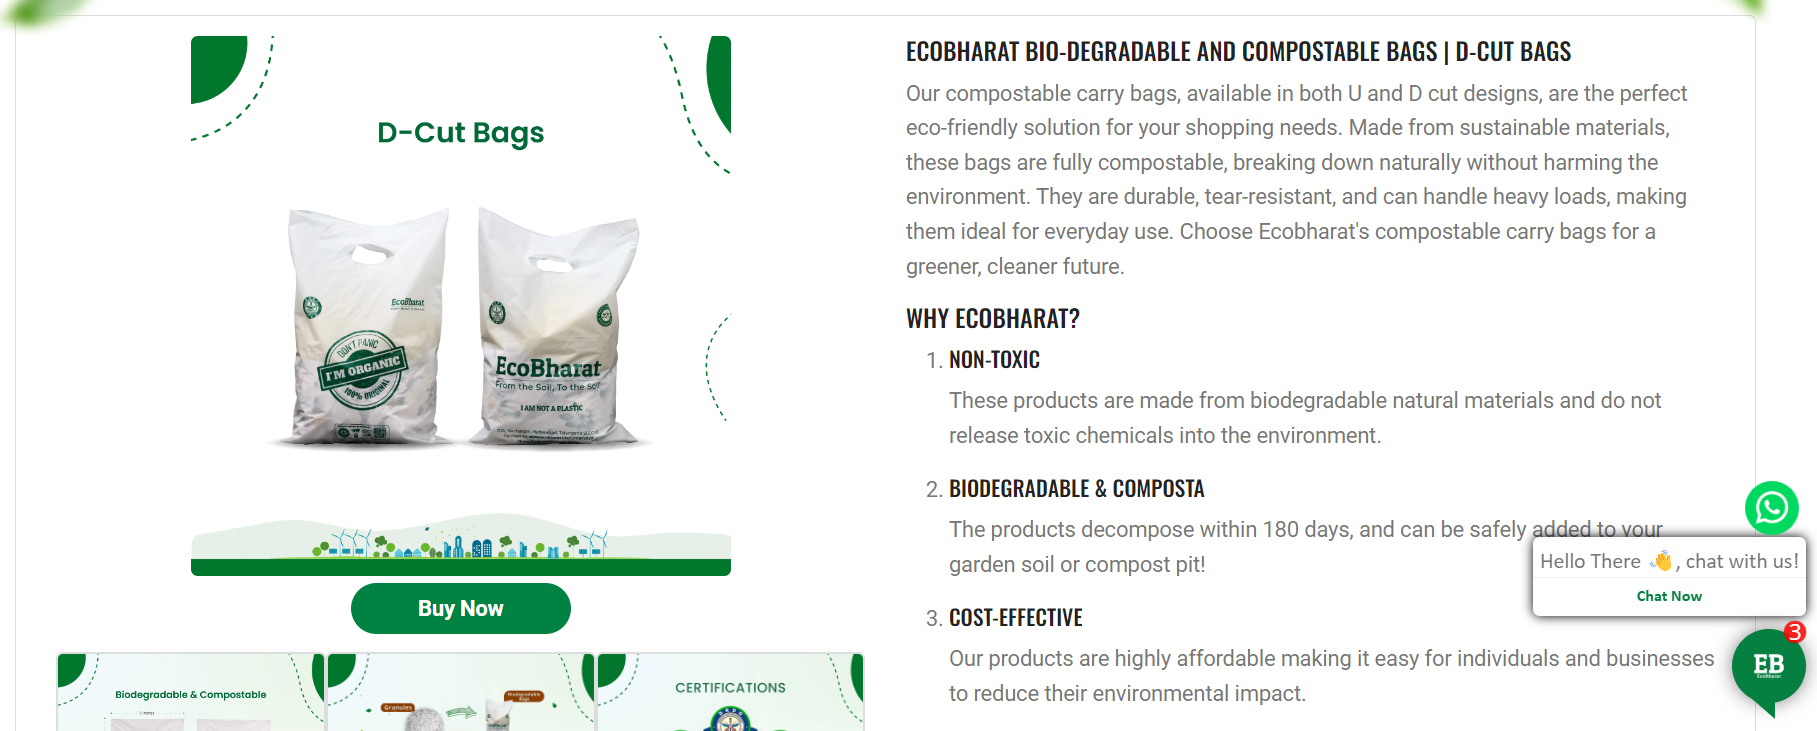 D-Cut Bags
EcoBharat
DON'T PANIC
I'M ORGANIC
100% ORIGINAL
EcoBharat
From the Soil, To the Soil
I AM NOT A PLASTIC
Buy Now
Biodegradable & Compostable
Granules
Biodegradable
Bags
CERTIFICATIONS
DRDO
ECOBHARAT BIO-DEGRADABLE AND COMPOSTABLE BAGS | D-CUT BAGS
Our compostable carry bags, available in both U and D cut designs, are the perfect
eco-friendly solution for your shopping needs. Made from sustainable materials,
these bags are fully compostable, breaking down naturally without harming the
environment. They are durable, tear-resistant, and can handle heavy loads, making
them ideal for everyday use. Choose Ecobharat's compostable carry bags for a
greener, cleaner future.
WHY ECOBHARAT?
1. NON-TOXIC
These products are made from biodegradable natural materials and do not
release toxic chemicals into the environment.
2. BIODEGRADABLE & COMPOSTA
The products decompose within 180 days, and can be safely added to your
garden soil or compost pit!
3. COST-EFFECTIVE
Our products are highly affordable making it easy for individuals and businesses
to reduce their environmental impact.
Hello There 👋, chat with us!
Chat Now
3
EB
EcoBharat